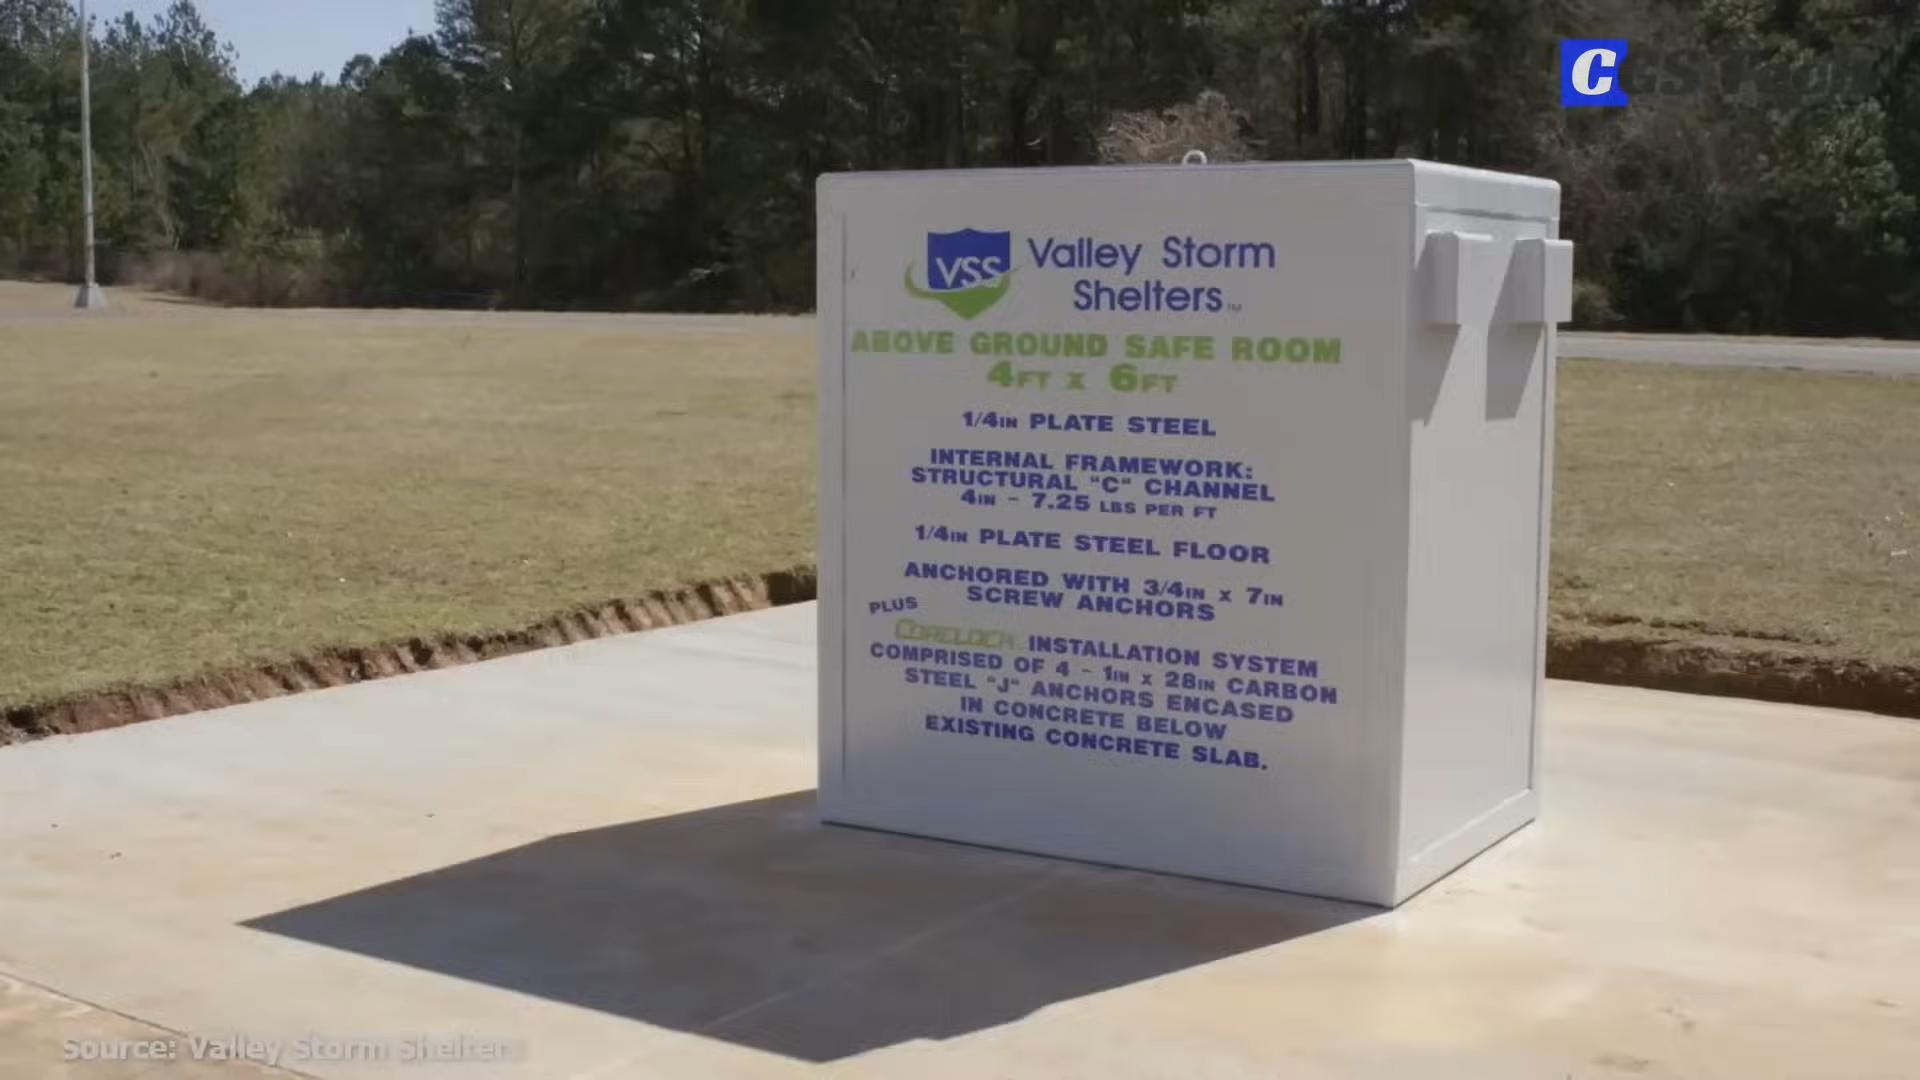 C
VSS
Valley Storm
Shelters™
ABOVE GROUND SAFE ROOM
4FT X 6FT
1/4IN PLATE STEEL
INTERNAL FRAMEWORK:
STRUCTURAL "C" CHANNEL
4IN - 7.25 LBS PER FT
1/4IN PLATE STEEL FLOOR
ANCHORED WITH 3/4IN X 7IN
SCREW ANCHORS
PLUS
CORELOCK INSTALLATION SYSTEM
COMPRISED OF 4 - 1IN X 28IN CARBON
STEEL "J" ANCHORS ENCASED
IN CONCRETE BELOW
EXISTING CONCRETE SLAB.
Source: Valley Storm Shelters